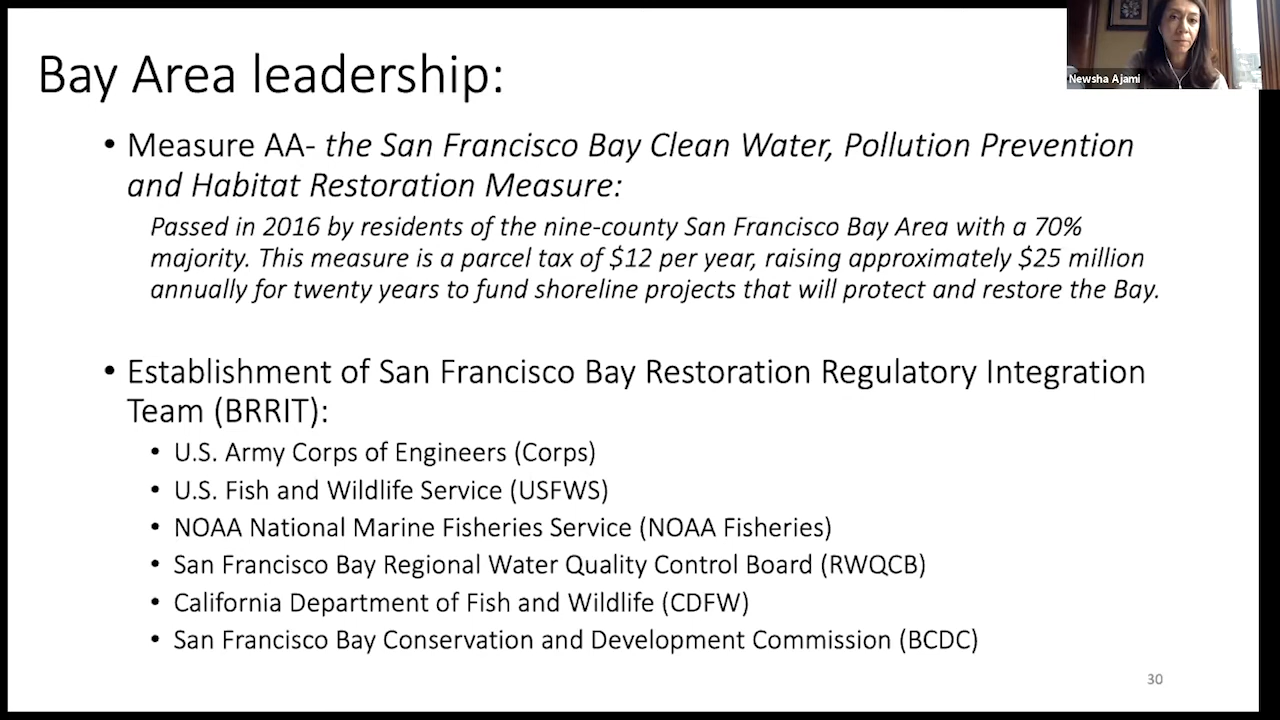 Bay Area leadership:
Newsha Ajami
• Measure AA- the San Francisco Bay Clean Water, Pollution Prevention
and Habitat Restoration Measure:
Passed in 2016 by residents of the nine-county San Francisco Bay Area with a 70%
majority. This measure is a parcel tax of $12 per year, raising approximately $25 million
annually for twenty years to fund shoreline projects that will protect and restore the Bay.
• Establishment of San Francisco Bay Restoration Regulatory Integration
Team (BRRIT):
• U.S. Army Corps of Engineers (Corps)
• U.S. Fish and Wildlife Service (USFWS)
• NOAA National Marine Fisheries Service (NOAA Fisheries)
• San Francisco Bay Regional Water Quality Control Board (RWQCB)
• California Department of Fish and Wildlife (CDFW)
• San Francisco Bay Conservation and Development Commission (BCDC)
30